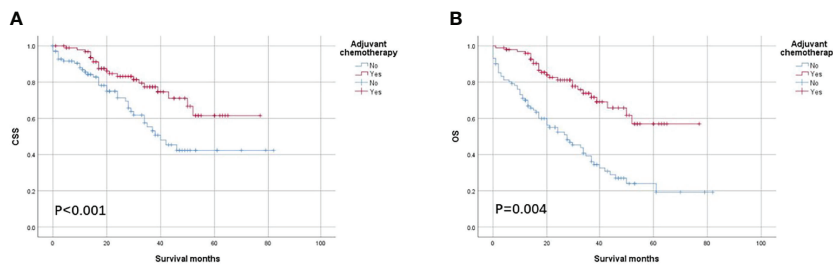 A
Adjuvant
chemotherapy
No
Yes
No
Yes
1.0
0.8
0.6
0.4
0.2
0.0
CSS
P<0.001
0
20
40
60
80
100
Survival months
B
Adjuvant
chemotherapy
No
Yes
No
Yes
1.0
0.8
0.6
0.4
0.2
0.0
OS
P=0.004
0
20
40
60
80
100
Survival months